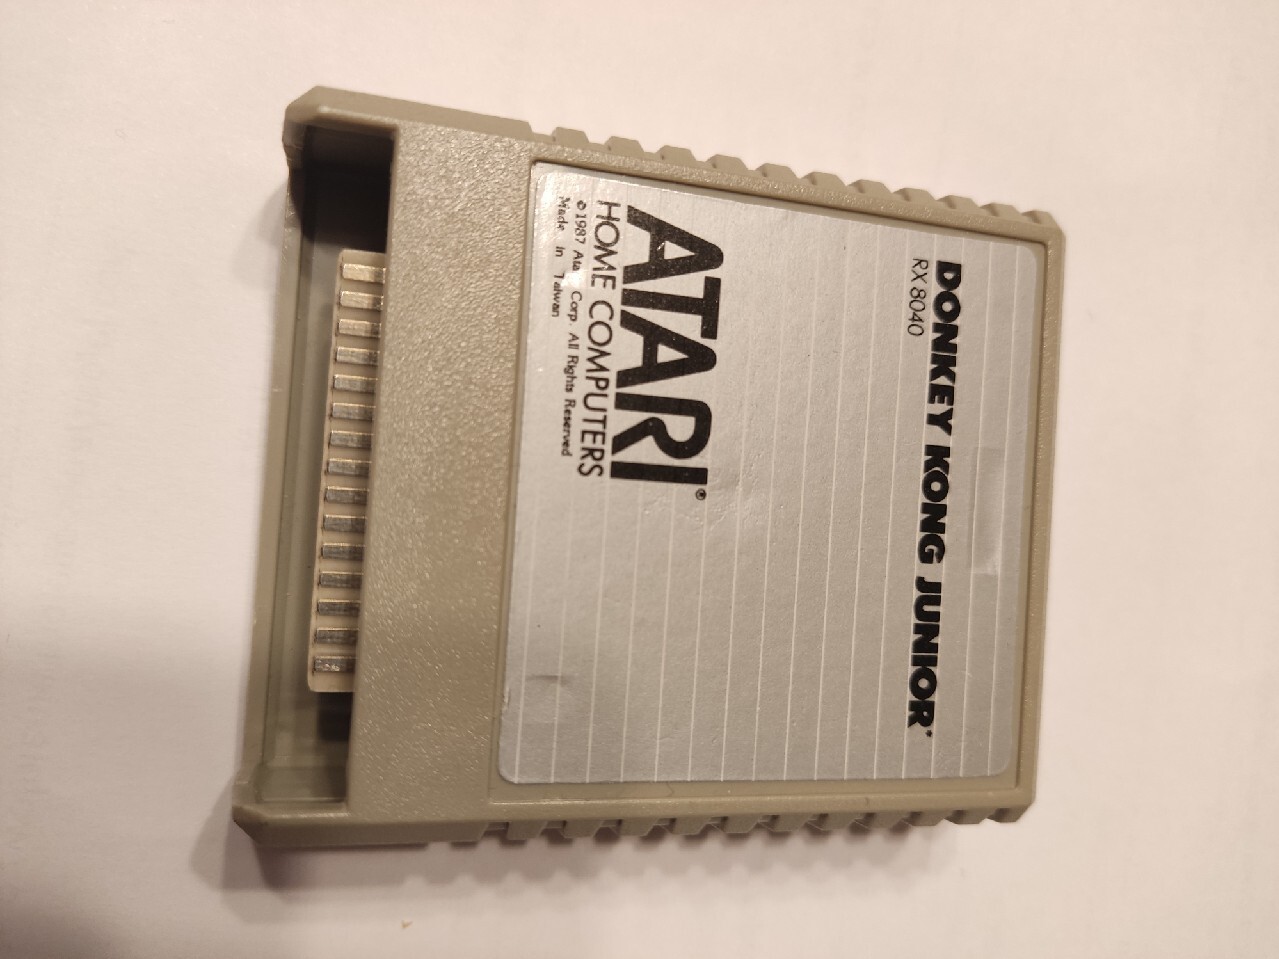 DONKEY KONG JUNIOR*
RX 8040
ATARI®
HOME COMPUTERS
© 1987 Atari Corp. All Rights Reserved
Made in Taiwan